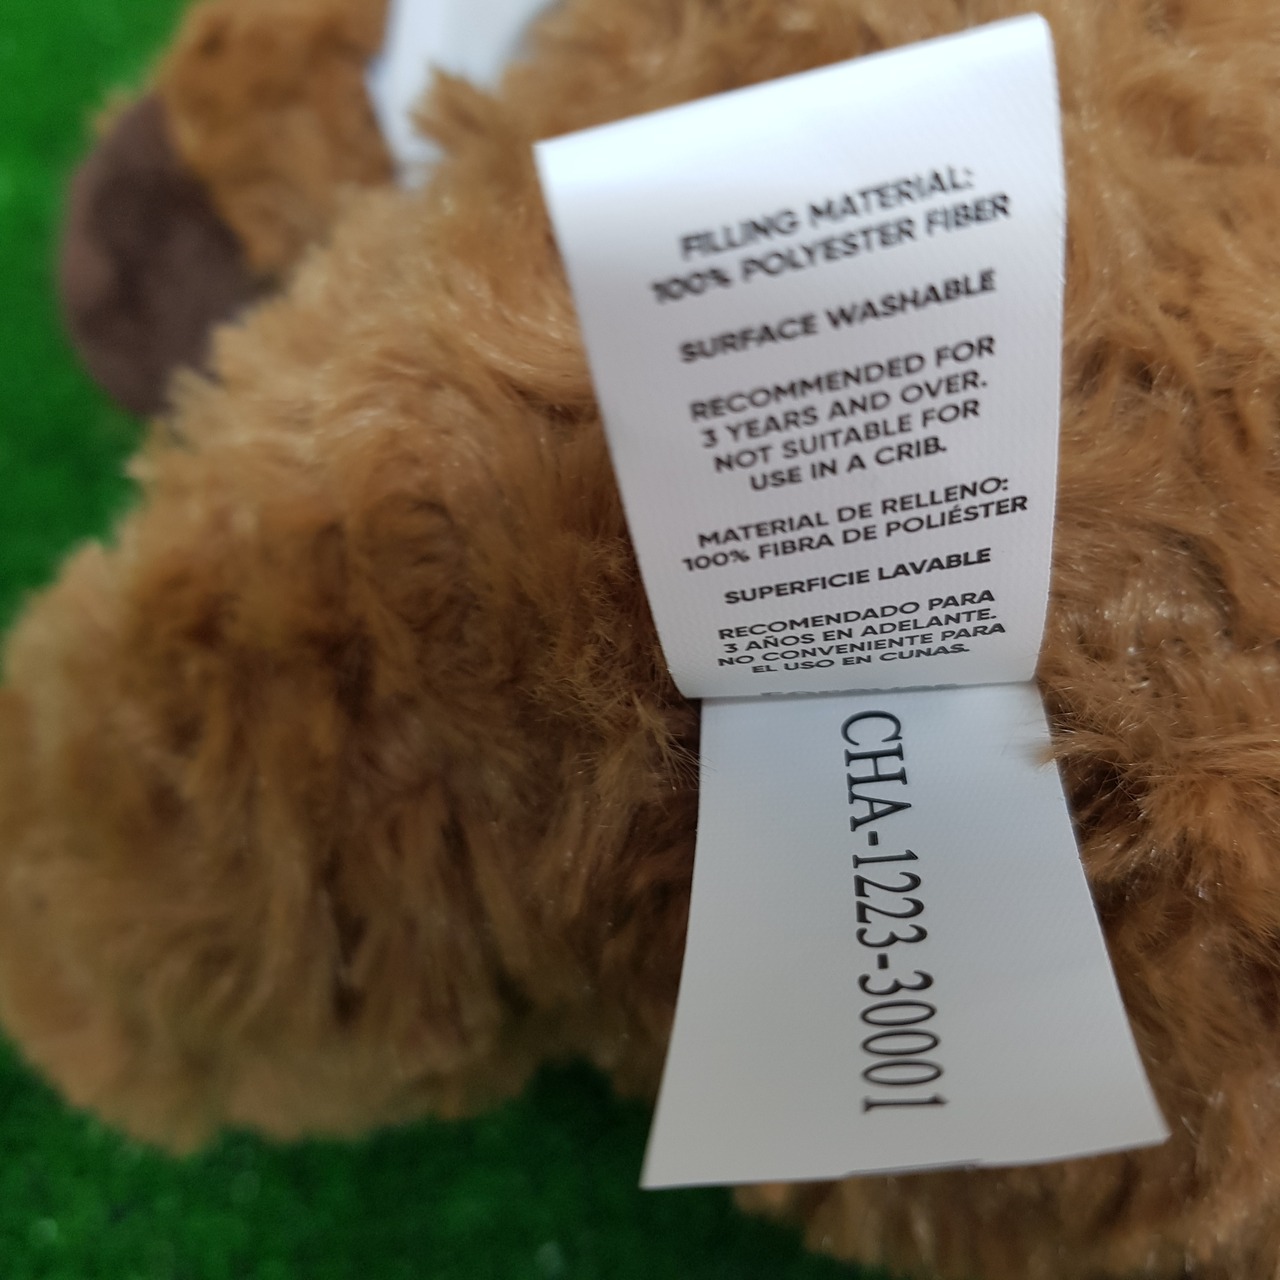 FILLING MATERIAL:
100% POLYESTER FIBER
SURFACE WASHABLE
RECOMMENDED FOR
3 YEARS AND OVER.
NOT SUITABLE FOR
USE IN A CRIB.
MATERIAL DE RELLENO:
100% FIBRA DE POLIÉSTER
SUPERFICIE LAVABLE
RECOMENDADO PARA
3 AÑOS EN ADELANTE.
NO CONVENIENTE PARA
EL USO EN CUNAS.
CHA-1223-30001